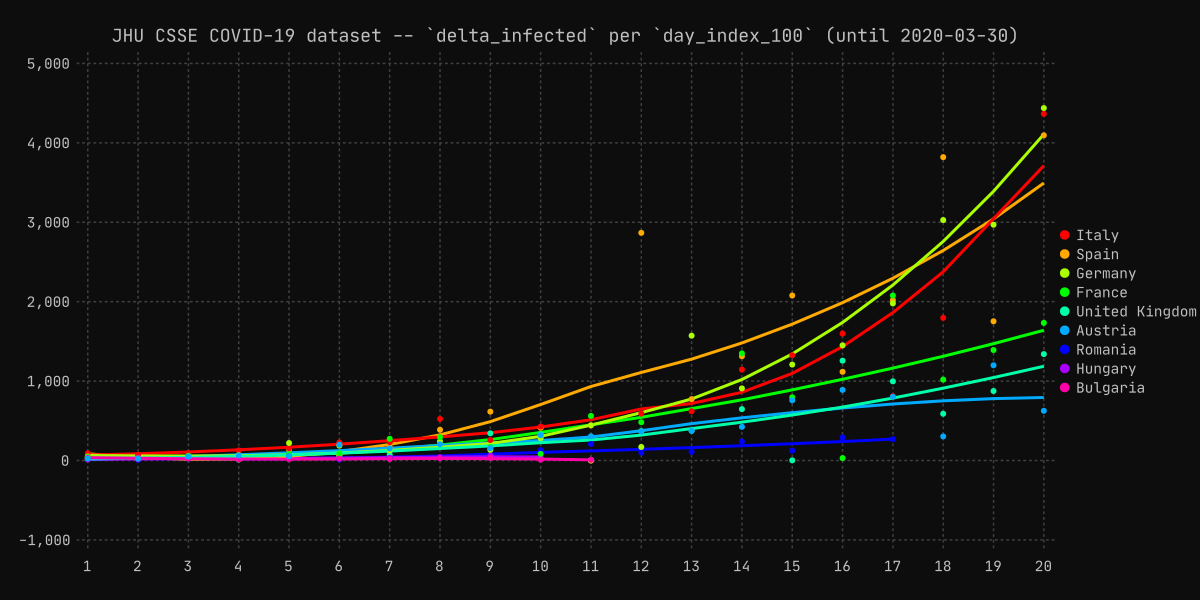 JHU CSSE COVID-19 dataset -- `delta_infected` per `day_index_100` (until 2020-03-30)
5,000
4,000
3,000
2,000
1,000
0
-1,000
1 2 3 4 5 6 7 8 9 10 11 12 13 14 15 16 17 18 19 20
Italy
Spain
Germany
France
United Kingdom
Austria
Romania
Hungary
Bulgaria